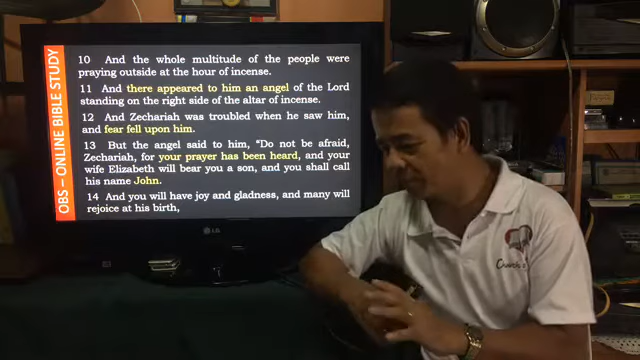 OBS – ONLINE BIBLE STUDY
10 And the whole multitude of the people were
praying outside at the hour of incense.
11 And there appeared to him an angel of the Lord
standing on the right side of the altar of incense.
12 And Zechariah was troubled when he saw him,
and fear fell upon him.
13 But the angel said to him, “Do not be afraid,
Zechariah, for your prayer has been heard, and your
wife Elizabeth will bear you a son, and you shall call
his name John.
14 And you will have joy and gladness, and many will
rejoice at his birth,
LG